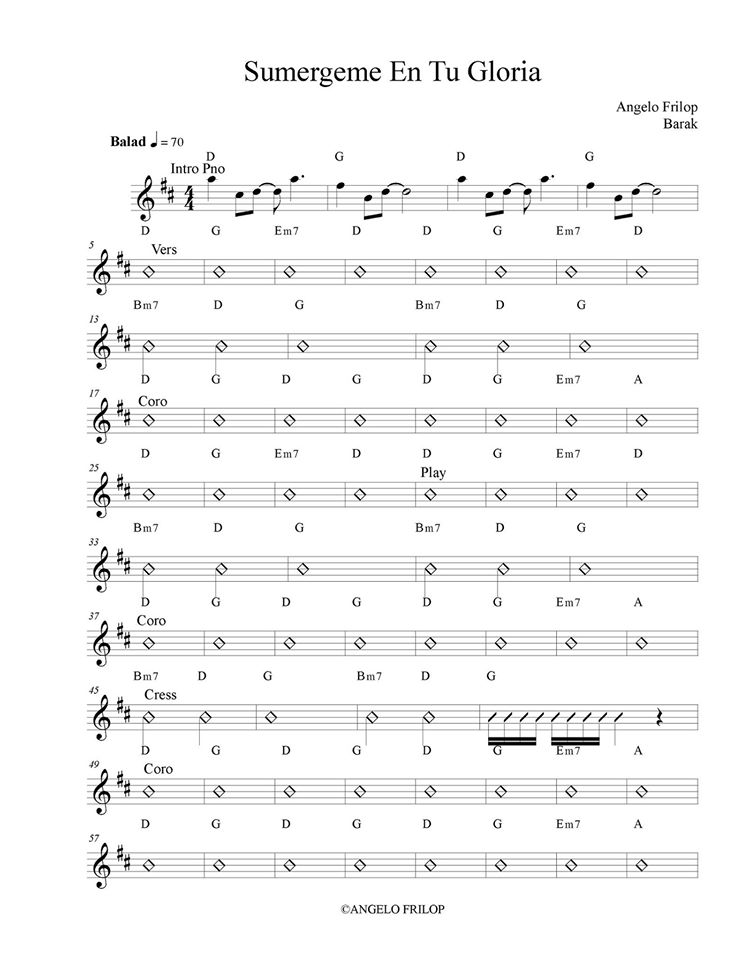 Sumergeme En Tu Gloria
Angelo Frilop
Barak
Balad ♩ = 70
D G D G
Intro Pno
4
4
D G Em7 D D G Em7 D
5 Vers
Bm7 D G Bm7 D G
13
D G D G D G Em7 A
17 Coro
D G Em7 D D G Em7 D
25 Play
Bm7 D G Bm7 D G
33
D G D G D G Em7 A
37 Coro
Bm7 D G Bm7 D G
45 Cress
D G D G D G Em7 A
49 Coro
D G D G D G Em7 A
57
©ANGELO FRILOP